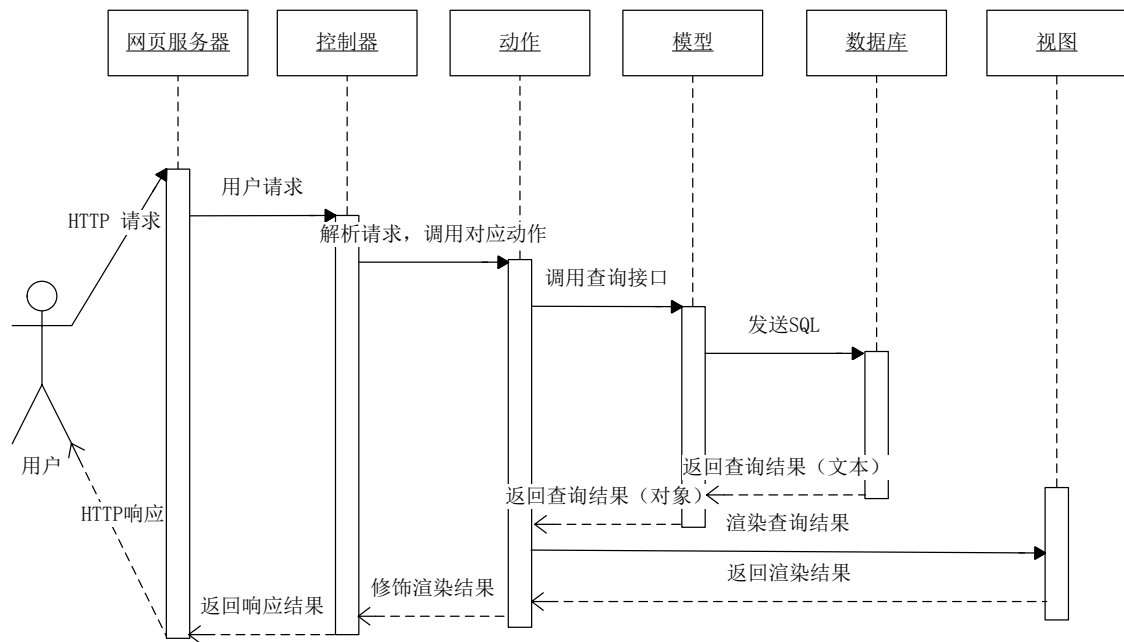 网页服务器
控制器
动作
模型
数据库
视图
用户请求
HTTP 请求
解析请求，调用对应动作
调用查询接口
发送SQL
用户
返回查询结果（文本）
返回查询结果（对象）
HTTP响应
渲染查询结果
返回渲染结果
修饰渲染结果
返回响应结果